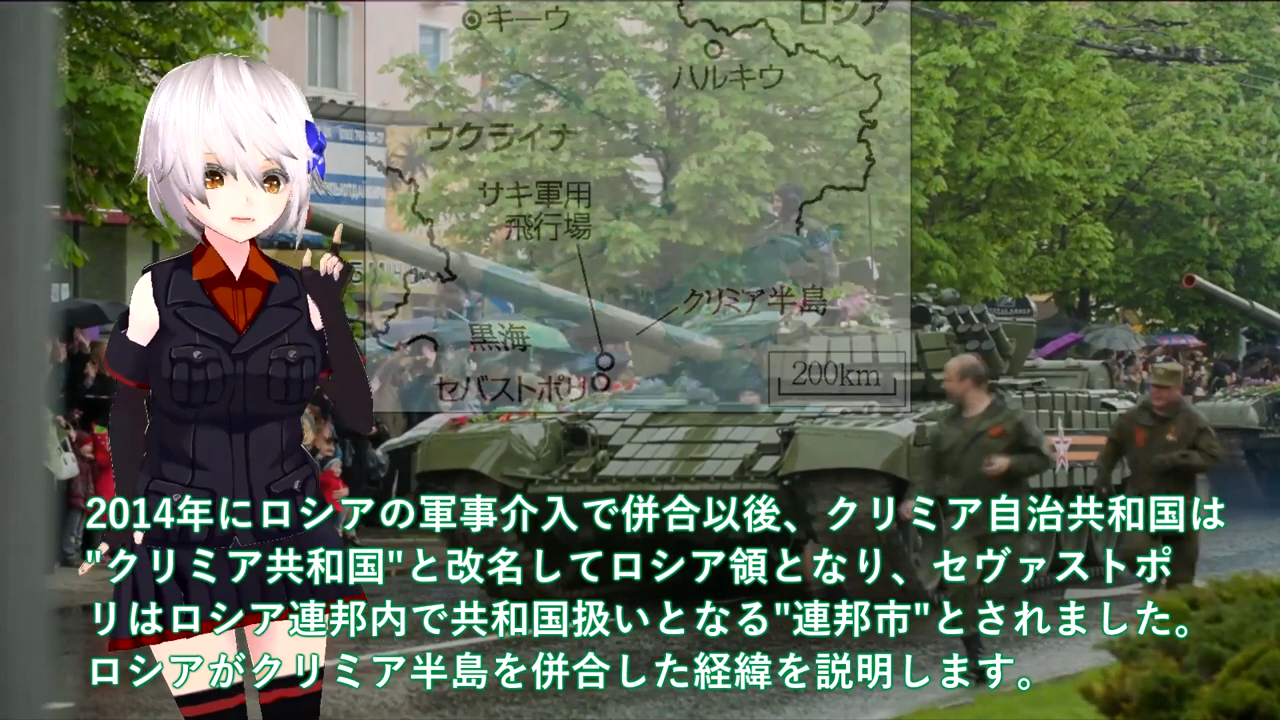 キーウ
ロシア
ハルキウ
ウクライナ
サキ軍用
飛行場
クリミア半島
黒海
200km
セバストポリ
2014年にロシアの軍事介入で併合以後、クリミア自治共和国は
"クリミア共和国"と改名してロシア領となり、セヴァストポ
リはロシア連邦内で共和国扱いとなる"連邦市"とされました。
ロシアがクリミア半島を併合した経緯を説明します。